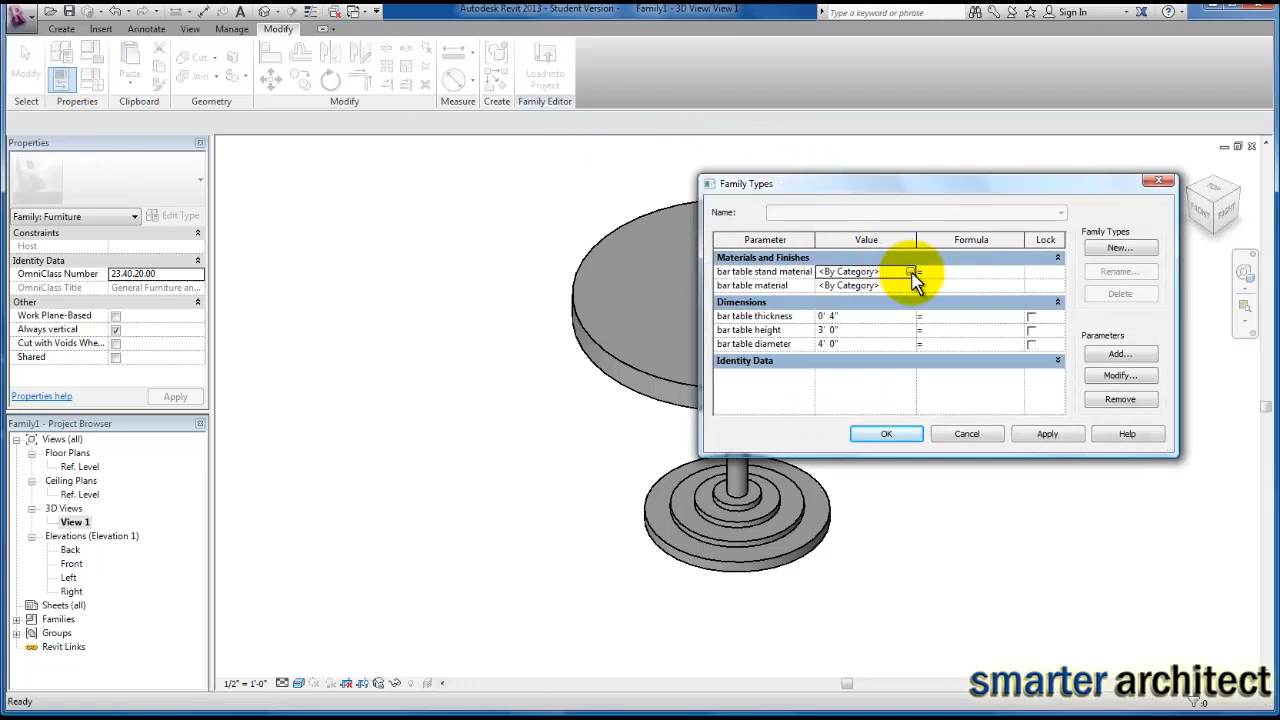 Autodesk Revit 2013 - Student Version - Family1 - 3D View: View 1
Type a keyword or phrase
Sign In
Create Insert Annotate View Manage Modify
Modify
Paste
Cut
Join
Load into
Project
Select Properties Clipboard Geometry Modify Measure Create Family Editor
Properties
Family: Furniture Edit Type
Constraints
Host
Identity Data
OmniClass Number 23.40.20.00
OmniClass Title General Furniture an...
Other
Work Plane-Based
Always vertical
Cut with Voids Whe...
Shared
Properties help Apply
Family1 - Project Browser
Views (all)
Floor Plans
Ref. Level
Ceiling Plans
Ref. Level
3D Views
View 1
Elevations (Elevation 1)
Back
Front
Left
Right
Sheets (all)
Families
Groups
Revit Links
Family Types
Name:
Parameter Value Formula Lock
Materials and Finishes
bar table stand material <By Category> =
bar table material <By Category> =
Dimensions
bar table thickness 0' 4" =
bar table height 3' 0" =
bar table diameter 4' 0" =
Identity Data
Family Types
New...
Rename...
Delete
Parameters
Add...
Modify...
Remove
OK Cancel Apply Help
TOP
FRONT
RIGHT
1/2" = 1'-0"
Ready
:0
smarter architect